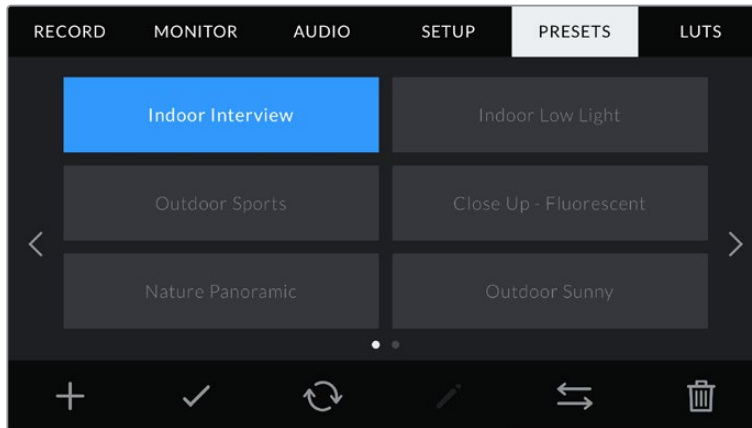 RECORD MONITOR AUDIO SETUP PRESETS LUTS
Indoor Interview Indoor Low Light
Outdoor Sports Close Up - Fluorescent
Nature Panoramic Outdoor Sunny